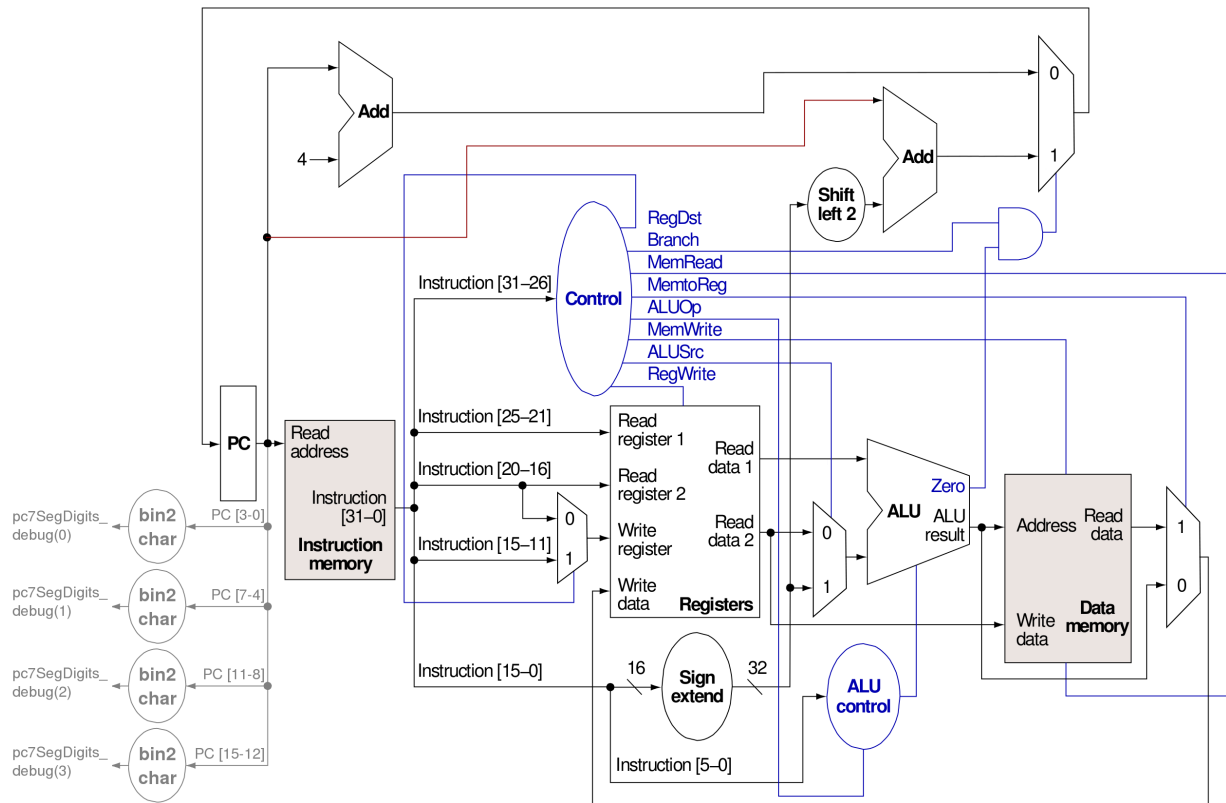 0
Add
4
1
Add
Shift
left 2
RegDst
Branch
MemRead
MemtoReg
ALUOp
MemWrite
ALUSrc
RegWrite
Control
Instruction [31–26]
PC
Read
address
Instruction
[31–0]
Instruction
memory
Instruction [25–21]
Instruction [20–16]
Instruction [15–11]
0
1
Read
register 1
Read
register 2
Write
register
Write
data
Read
data 1
Read
data 2
Registers
0
1
Zero
ALU
ALU
result
Address
Read
data
Write
data
Data
memory
1
0
Instruction [15–0]
16
Sign
extend
32
ALU
control
Instruction [5–0]
pc7SegDigits_
debug(0)
bin2
char
PC [3-0]
pc7SegDigits_
debug(1)
bin2
char
PC [7-4]
pc7SegDigits_
debug(2)
bin2
char
PC [11-8]
pc7SegDigits_
debug(3)
bin2
char
PC [15-12]